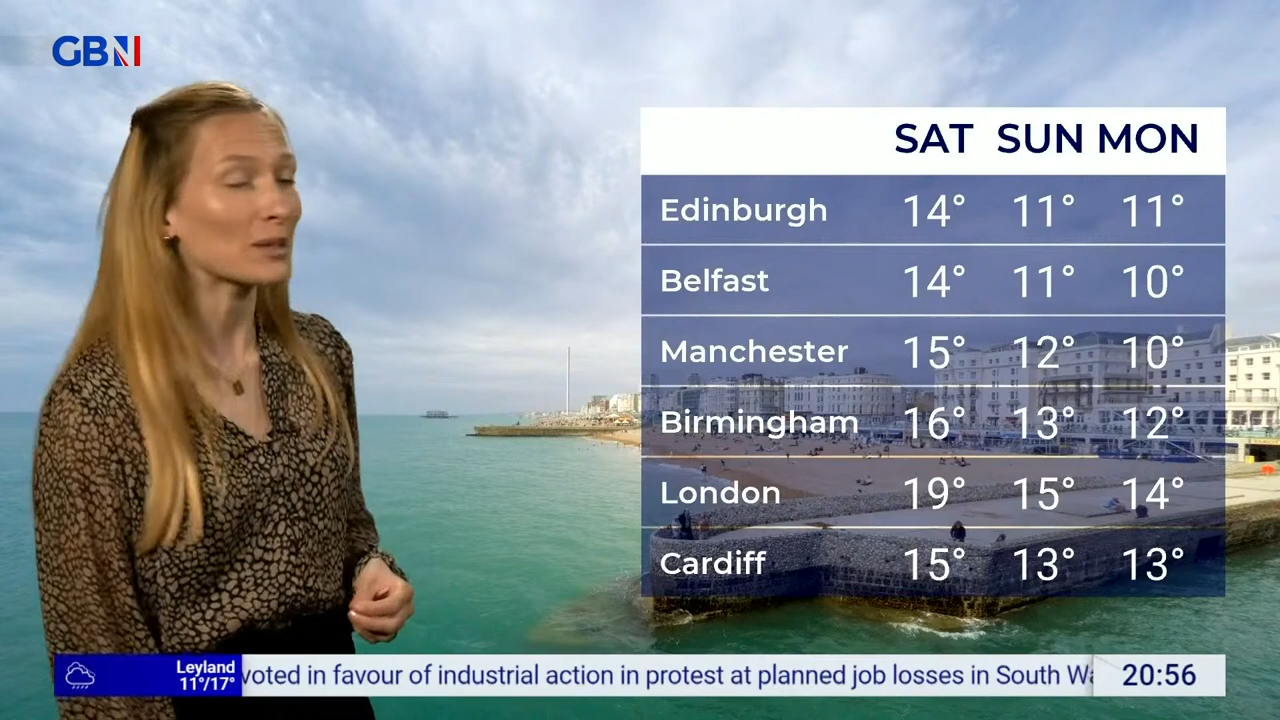 GBN
SAT SUN MON
Edinburgh 14° 11° 11°
Belfast 14° 11° 10°
Manchester 15° 12° 10°
Birmingham 16° 13° 12°
London 19° 15° 14°
Cardiff 15° 13° 13°
Leyland
11°/17°
voted in favour of industrial action in protest at planned job losses in South
20:56